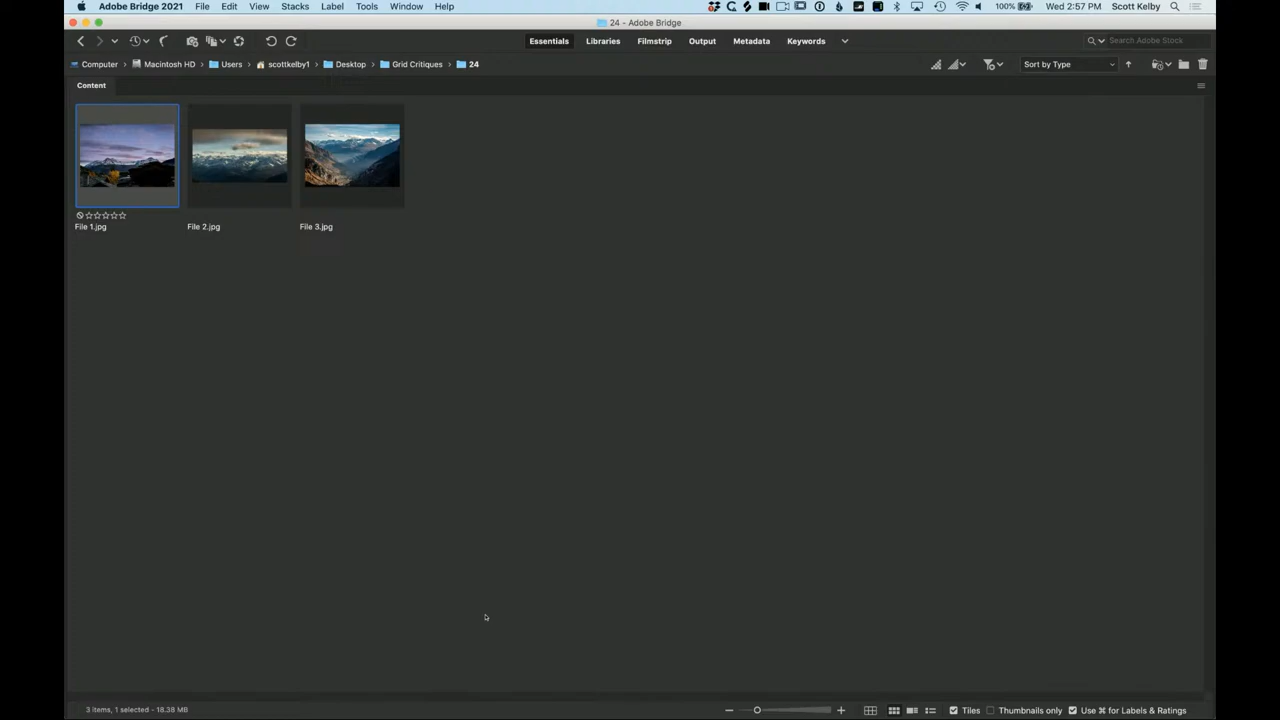 Adobe Bridge 2021 File Edit View Stacks Label Tools Window Help 100% Wed 2:57 PM Scott Kelby
24 - Adobe Bridge
Essentials Libraries Filmstrip Output Metadata Keywords Search Adobe Stock
Computer Macintosh HD Users scottkelby1 Desktop Grid Critiques 24 Sort by Type
Content
File 1.jpg File 2.jpg File 3.jpg
3 items, 1 selected - 18.38 MB Tiles Thumbnails only Use ⌘ for Labels & Ratings